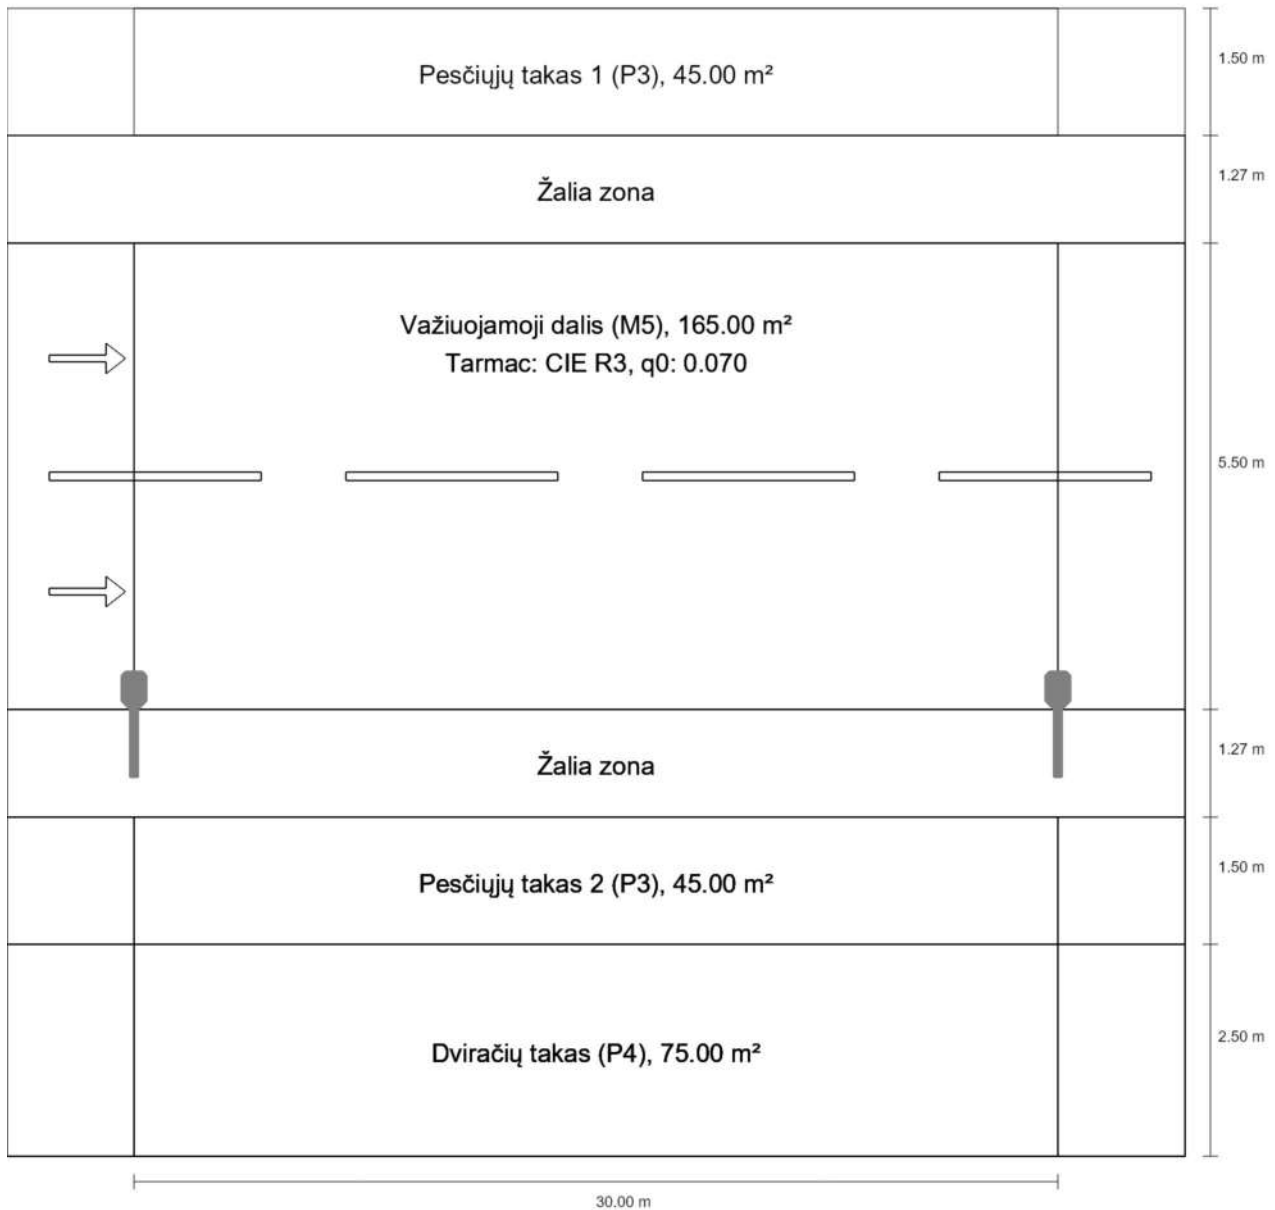 1.50 m
Pesčiųjų takas 1 (P3), 45.00 m²
1.27 m
Žalia zona
Važiuojamoji dalis (M5), 165.00 m²
Tarmac: CIE R3, q0: 0.070
5.50 m
1.27 m
Žalia zona
1.50 m
Pesčiųjų takas 2 (P3), 45.00 m²
2.50 m
Dviračių takas (P4), 75.00 m²
30.00 m